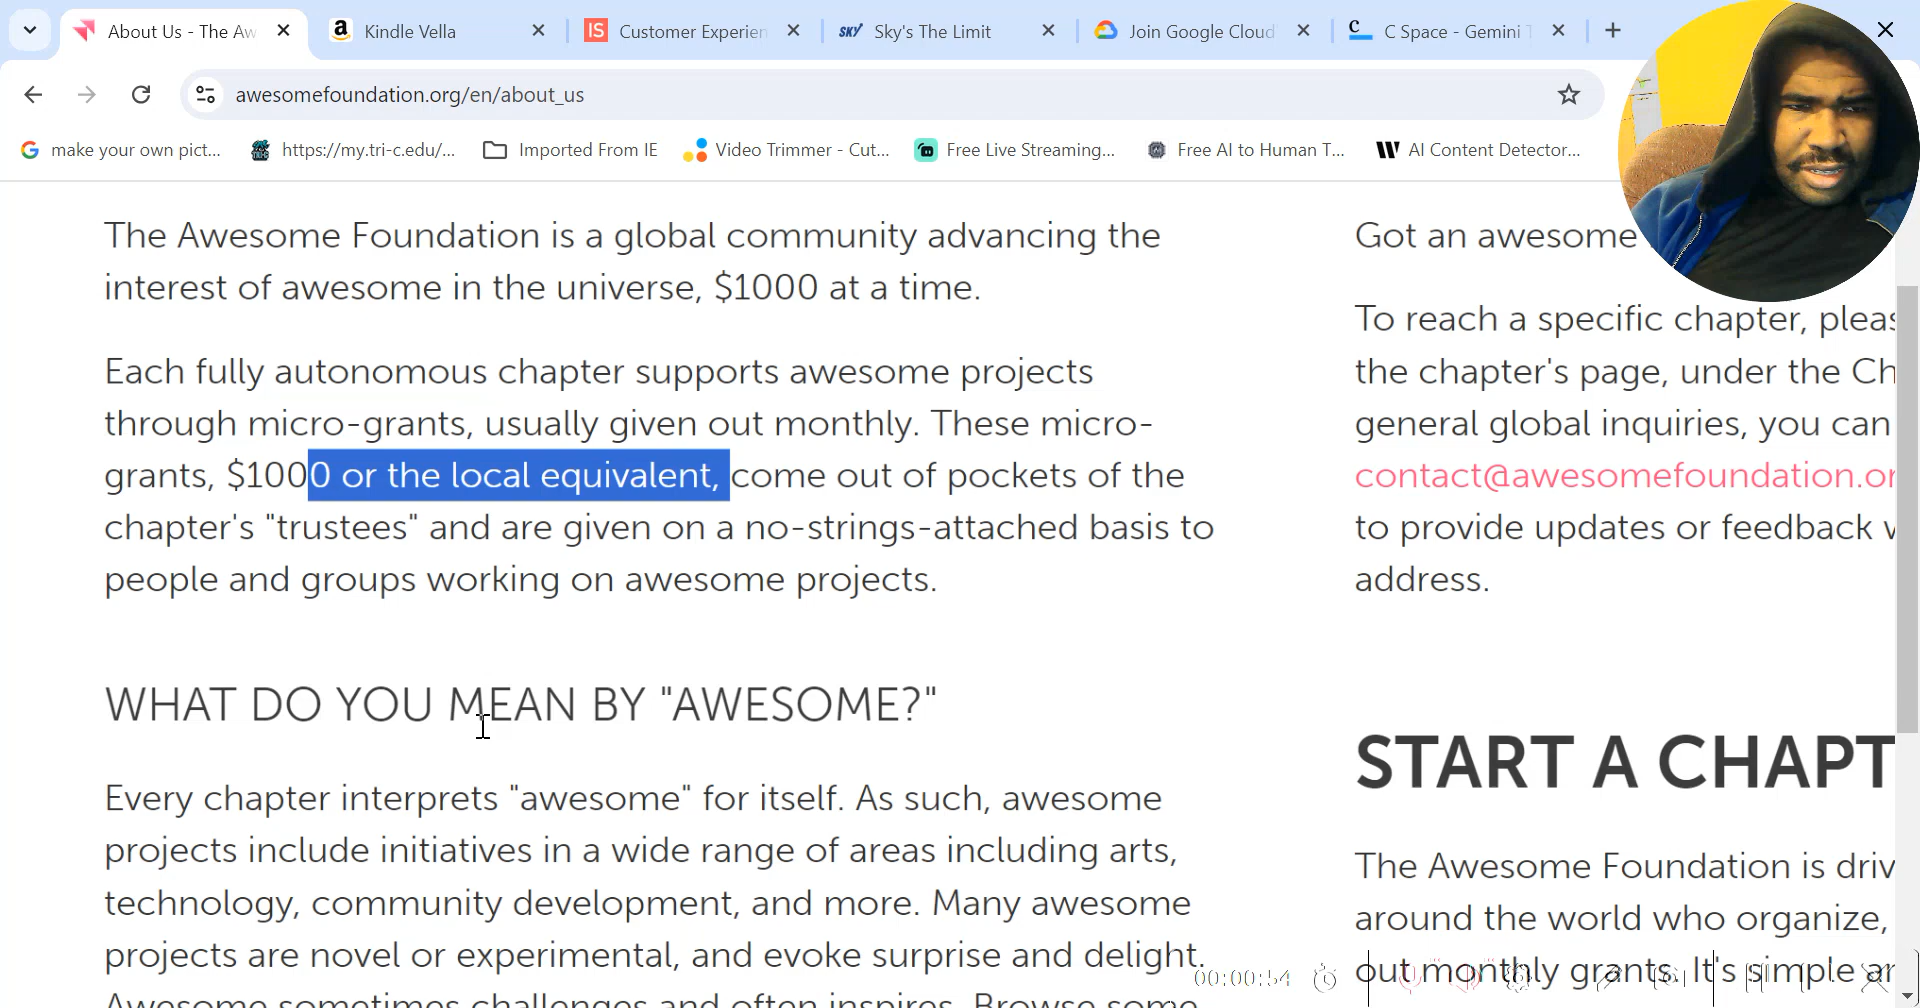 About Us - The Aw
Kindle Vella
IS
Customer Experien
SKY
Sky's The Limit
Join Google Cloud
C Space - Gemini T
awesomefoundation.org/en/about_us
make your own pict...
https://my.tri-c.edu/...
Imported From IE
Video Trimmer - Cut...
Free Live Streaming...
Free AI to Human T...
W
AI Content Detector...
The Awesome Foundation is a global community advancing the
interest of awesome in the universe, $1000 at a time.
Each fully autonomous chapter supports awesome projects
through micro-grants, usually given out monthly. These micro-
grants, $1000 or the local equivalent, come out of pockets of the
chapter's "trustees" and are given on a no-strings-attached basis to
people and groups working on awesome projects.
WHAT DO YOU MEAN BY "AWESOME?"
Every chapter interprets "awesome" for itself. As such, awesome
projects include initiatives in a wide range of areas including arts,
technology, community development, and more. Many awesome
projects are novel or experimental, and evoke surprise and delight.
Awesome sometimes challenges and often inspires. Browse some
Got an awesome
To reach a specific chapter, pleas
the chapter's page, under the Ch
general global inquiries, you can
contact@awesomefoundation.or
to provide updates or feedback
address.
START A CHAPT
The Awesome Foundation is driv
around the world who organize,
out monthly grants. It's simple ar
00:00:54